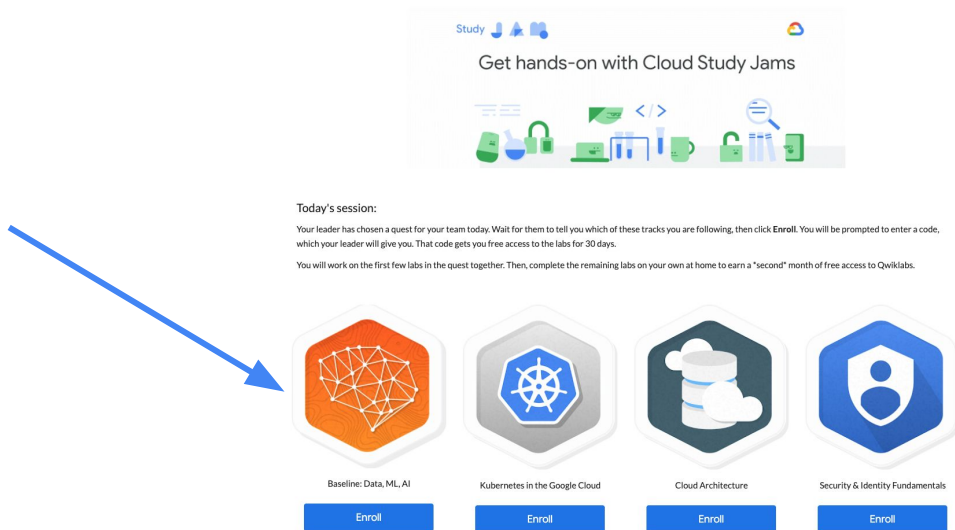 Study JAM
Get hands-on with Cloud Study Jams
</>
Today's session:
Your leader has chosen a quest for your team today. Wait for them to tell you which of these tracks you are following, then click Enroll. You will be prompted to enter a code,
which your leader will give you. That code gets you free access to the labs for 30 days.
You will work on the first few labs in the quest together. Then, complete the remaining labs on your own at home to earn a *second* month of free access to Qwiklabs.
Baseline: Data, ML, AI
Kubernetes in the Google Cloud
Cloud Architecture
Security & Identity Fundamentals
Enroll
Enroll
Enroll
Enroll